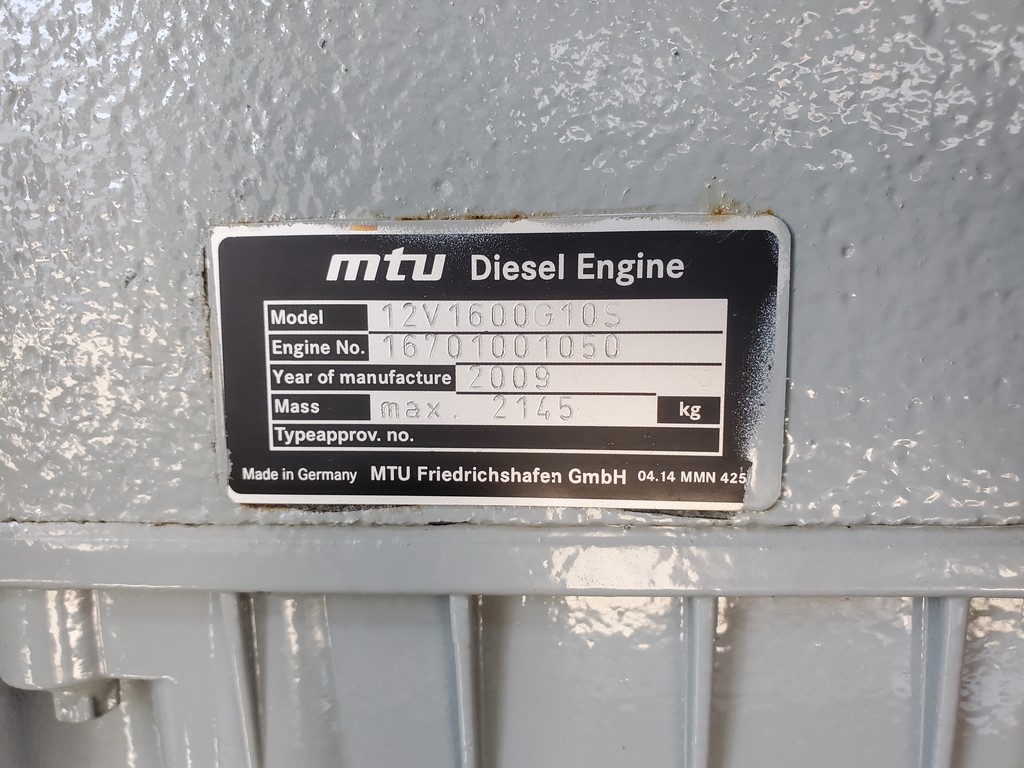 mtu Diesel Engine
Model 12V1600G10S
Engine No. 16701001050
Year of manufacture 2009
Mass max. 2145 kg
Typeapprov. no.
Made in Germany MTU Friedrichshafen GmbH 04.14 MMN 425